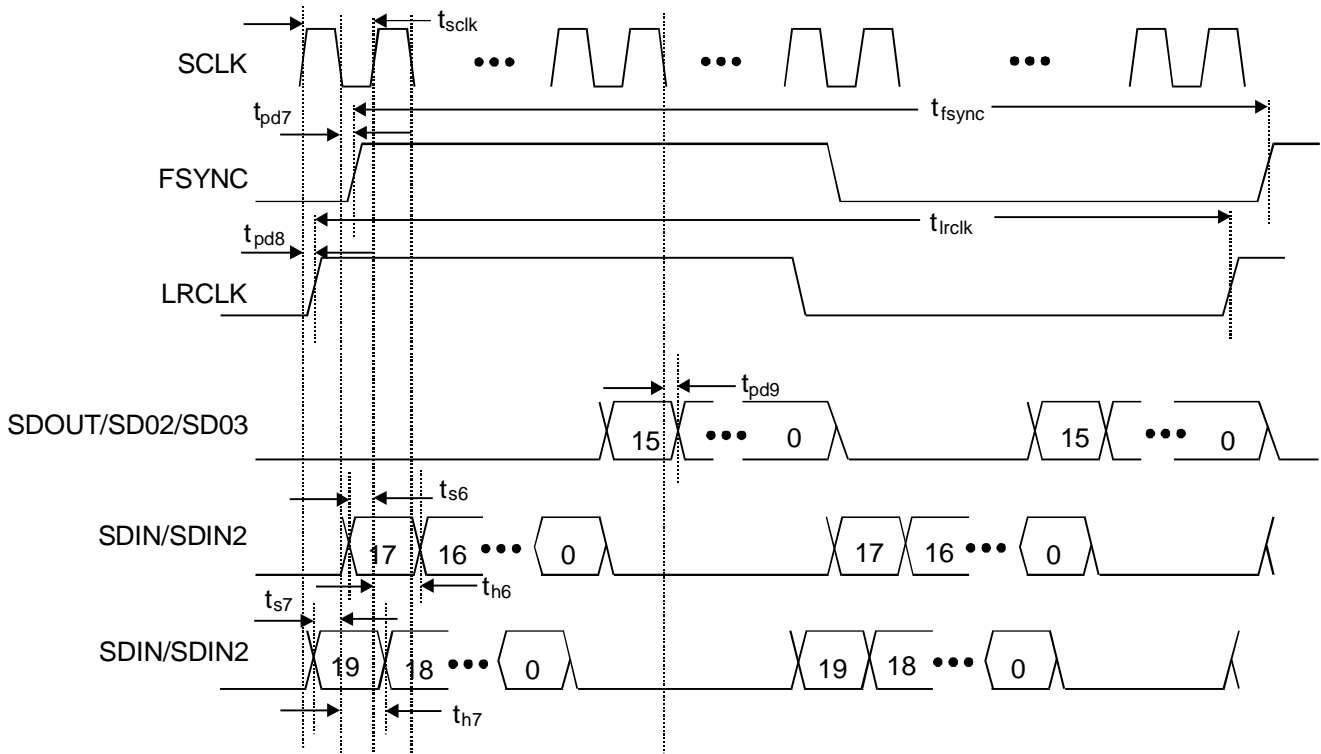 t_sclk
SCLK
t_pd7
t_fsync
FSYNC
t_pd8
t_lrclk
LRCLK
t_pd9
SDOUT/SD02/SD03
15 ••• 0 15 ••• 0
t_s6
SDIN/SDIN2
17 16 ••• 0 17 16 ••• 0
t_h6
t_s7
SDIN/SDIN2
19 18 ••• 0 19 18 ••• 0
t_h7